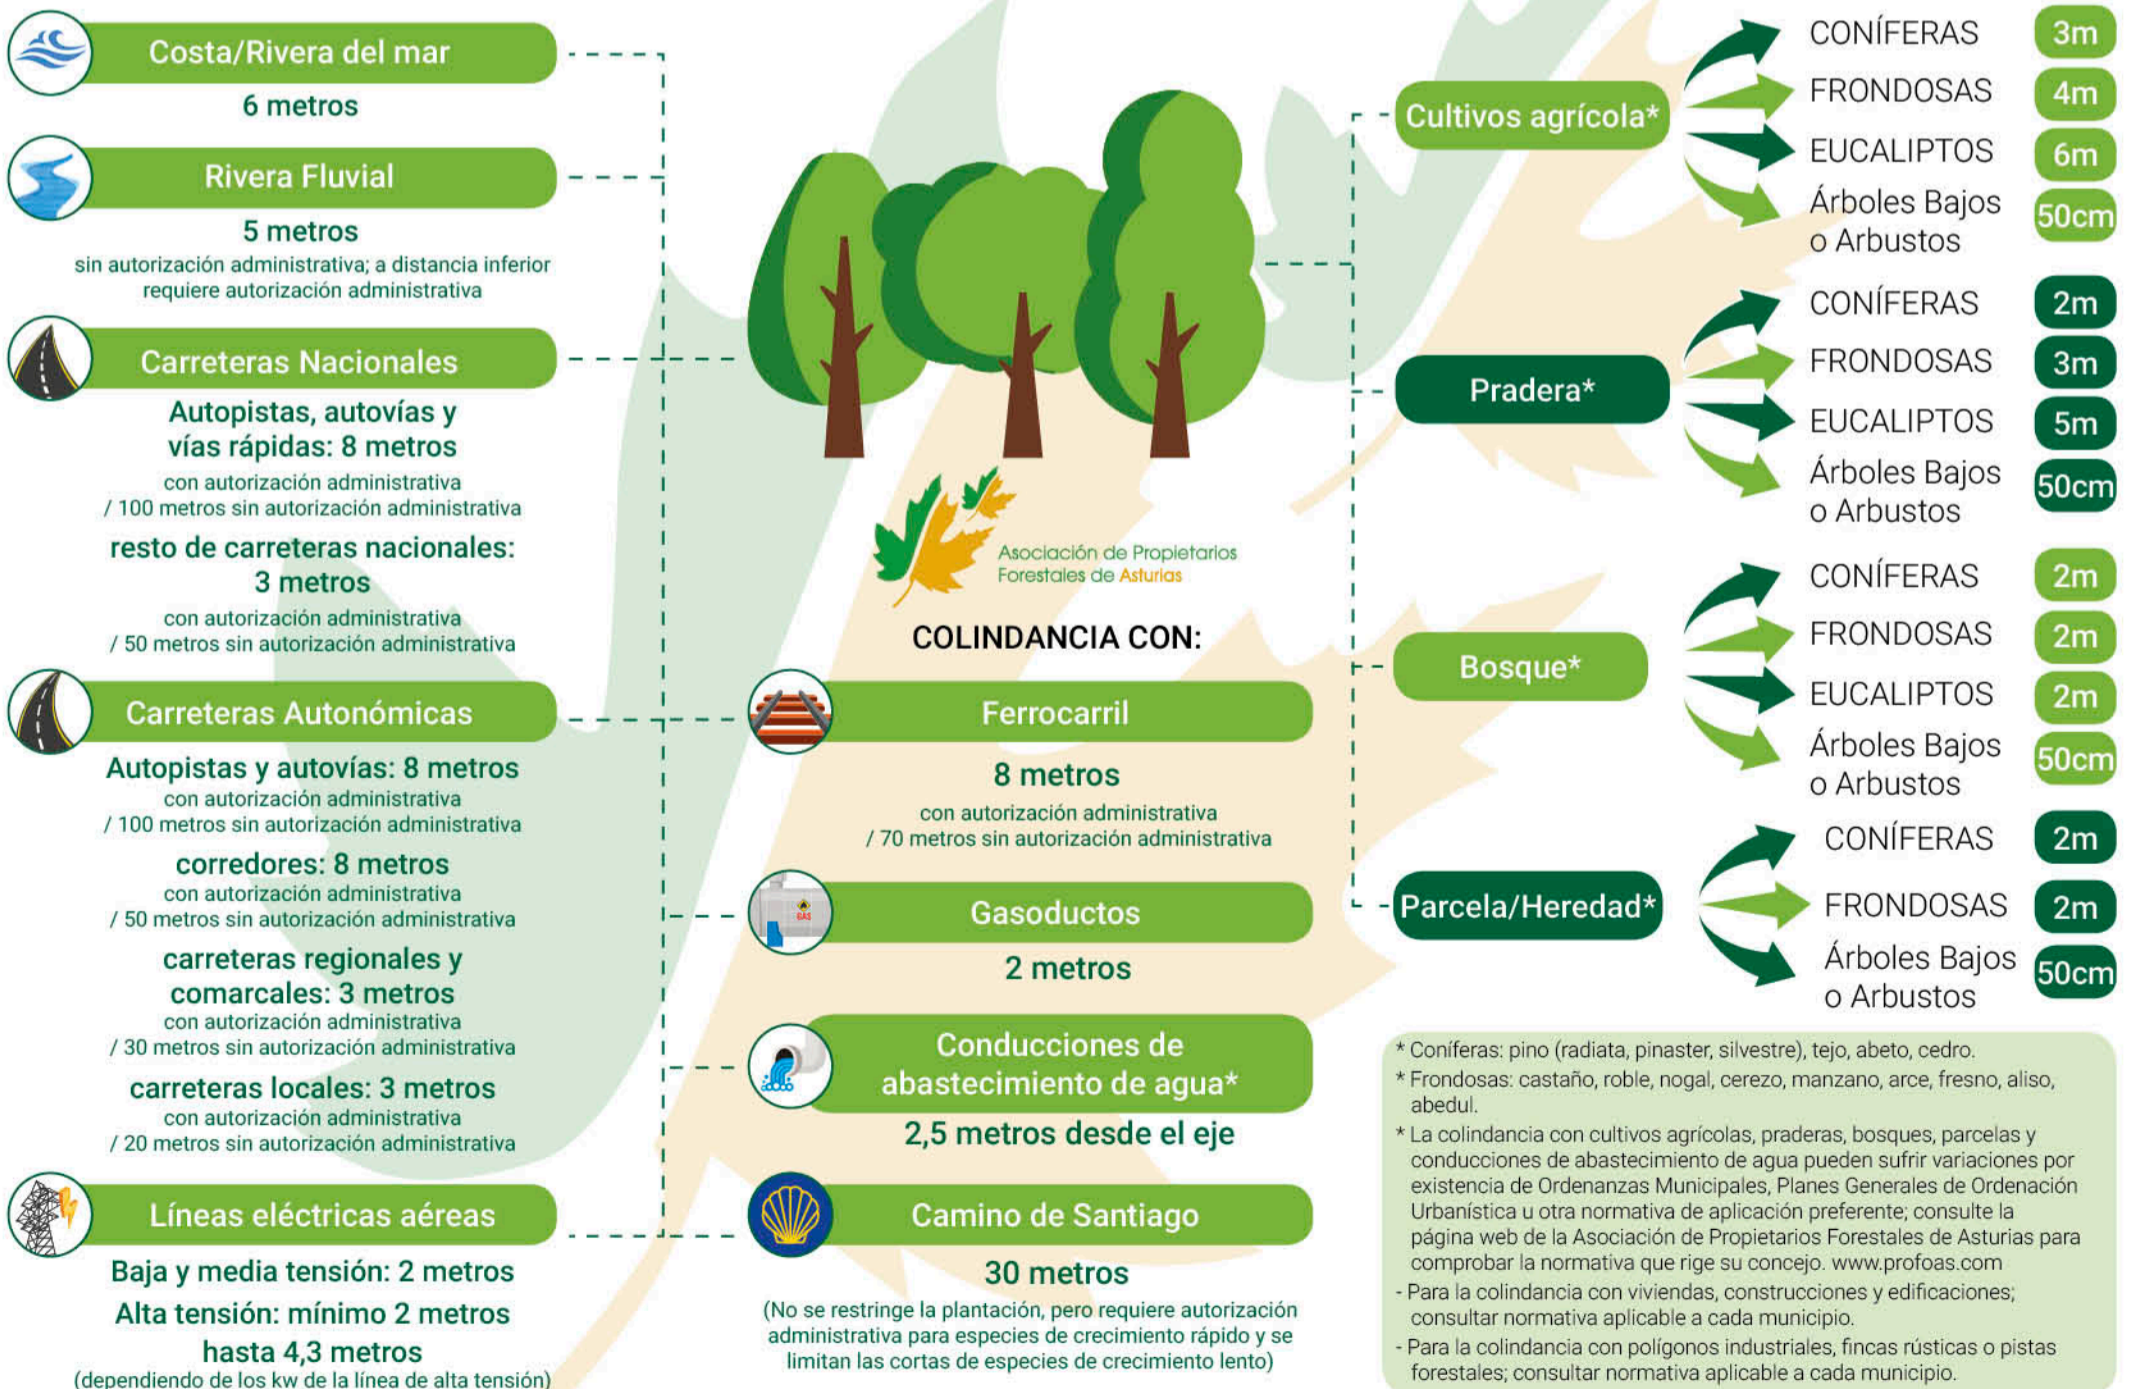 Costa/Rivera del mar
6 metros
Rivera Fluvial
5 metros
sin autorización administrativa; a distancia inferior
requiere autorización administrativa
Carreteras Nacionales
Autopistas, autovías y
vías rápidas: 8 metros
con autorización administrativa
/ 100 metros sin autorización administrativa
resto de carreteras nacionales:
3 metros
con autorización administrativa
/ 50 metros sin autorización administrativa
Carreteras Autonómicas
Autopistas y autovías: 8 metros
con autorización administrativa
/ 100 metros sin autorización administrativa
corredores: 8 metros
con autorización administrativa
/ 50 metros sin autorización administrativa
carreteras regionales y
comarcales: 3 metros
con autorización administrativa
/ 30 metros sin autorización administrativa
carreteras locales: 3 metros
con autorización administrativa
/ 20 metros sin autorización administrativa
Líneas eléctricas aéreas
Baja y media tensión: 2 metros
Alta tensión: mínimo 2 metros
hasta 4,3 metros
(dependiendo de los kw de la línea de alta tensión)
Asociación de Propietarios
Forestales de Asturias
COLINDANCIA CON:
Ferrocarril
8 metros
con autorización administrativa
/ 70 metros sin autorización administrativa
GAS
Gasoductos
2 metros
Conducciones de
abastecimiento de agua*
2,5 metros desde el eje
Camino de Santiago
30 metros
(No se restringe la plantación, pero requiere autorización
administrativa para especies de crecimiento rápido y se
limitan las cortas de especies de crecimiento lento)
Cultivos agrícola*
CONÍFERAS 3m
FRONDOSAS 4m
EUCALIPTOS 6m
Árboles Bajos
o Arbustos 50cm
Pradera*
CONÍFERAS 2m
FRONDOSAS 3m
EUCALIPTOS 5m
Árboles Bajos
o Arbustos 50cm
Bosque*
CONÍFERAS 2m
FRONDOSAS 2m
EUCALIPTOS 2m
Árboles Bajos
o Arbustos 50cm
Parcela/Heredad*
CONÍFERAS 2m
FRONDOSAS 2m
Árboles Bajos
o Arbustos 50cm
* Coníferas: pino (radiata, pinaster, silvestre), tejo, abeto, cedro.
* Frondosas: castaño, roble, nogal, cerezo, manzano, arce, fresno, aliso,
abedul.
* La colindancia con cultivos agrícolas, praderas, bosques, parcelas y
conducciones de abastecimiento de agua pueden sufrir variaciones por
existencia de Ordenanzas Municipales, Planes Generales de Ordenación
Urbanística u otra normativa de aplicación preferente; consulte la
página web de la Asociación de Propietarios Forestales de Asturias para
comprobar la normativa que rige su concejo. www.profoas.com
- Para la colindancia con viviendas, construcciones y edificaciones;
consultar normativa aplicable a cada municipio.
- Para la colindancia con polígonos industriales, fincas rústicas o pistas
forestales; consultar normativa aplicable a cada municipio.